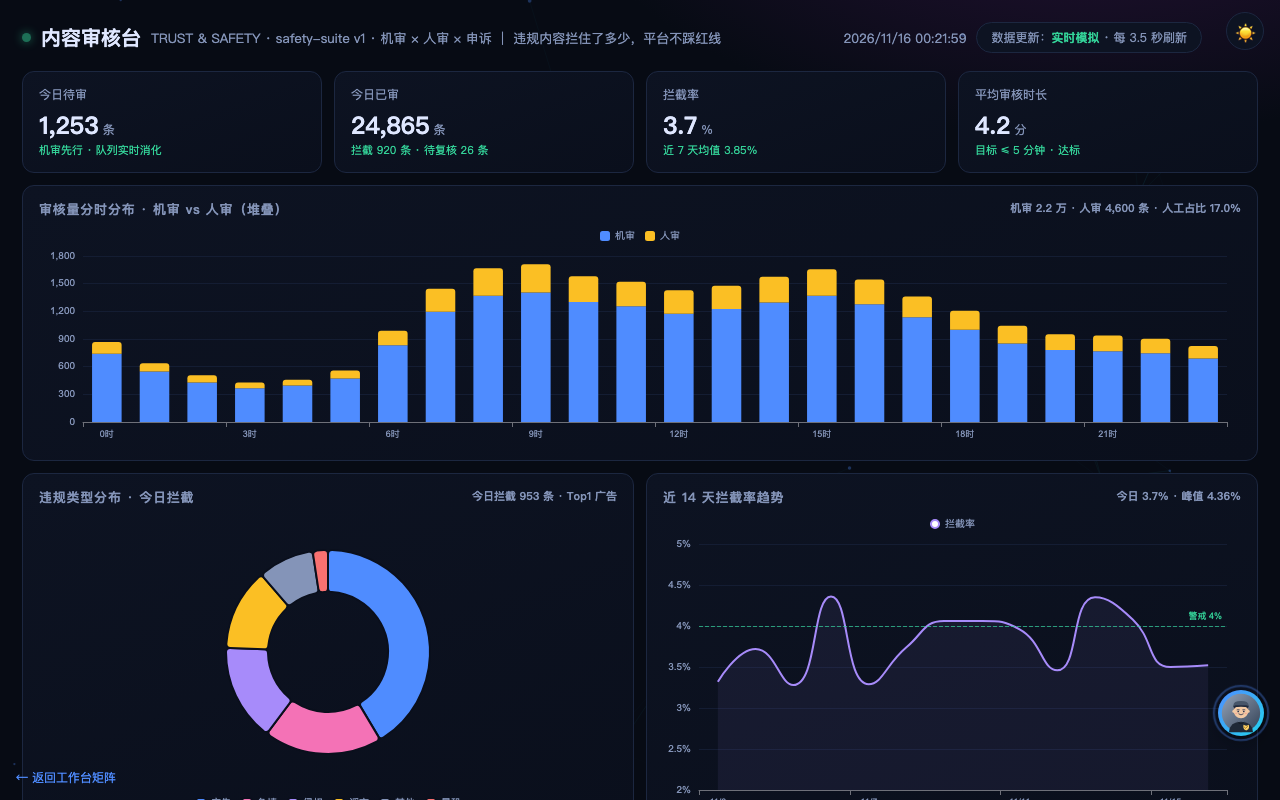 内容审核台 TRUST & SAFETY · safety-suite v1 · 机审 × 人审 × 申诉 | 违规内容拦住了多少，平台不踩红线
2026/11/16 00:21:59 数据更新：实时模拟 · 每 3.5 秒刷新
今日待审
1,253 条
机审先行 · 队列实时消化
今日已审
24,865 条
拦截 920 条 · 待复核 26 条
拦截率
3.7 %
近 7 天均值 3.85%
平均审核时长
4.2 分
目标 ≤ 5 分钟 · 达标
审核量分时分布 · 机审 vs 人审（堆叠）
机审 2.2 万 · 人审 4,600 条 · 人工占比 17.0%
机审 人审
1,800
1,500
1,200
900
600
300
0
0时 3时 6时 9时 12时 15时 18时 21时
违规类型分布 · 今日拦截
今日拦截 953 条 · Top1 广告
近 14 天拦截率趋势
今日 3.7% · 峰值 4.36%
拦截率
5%
4.5%
4%
3.5%
3%
2.5%
2%
警戒 4%
← 返回工作台矩阵